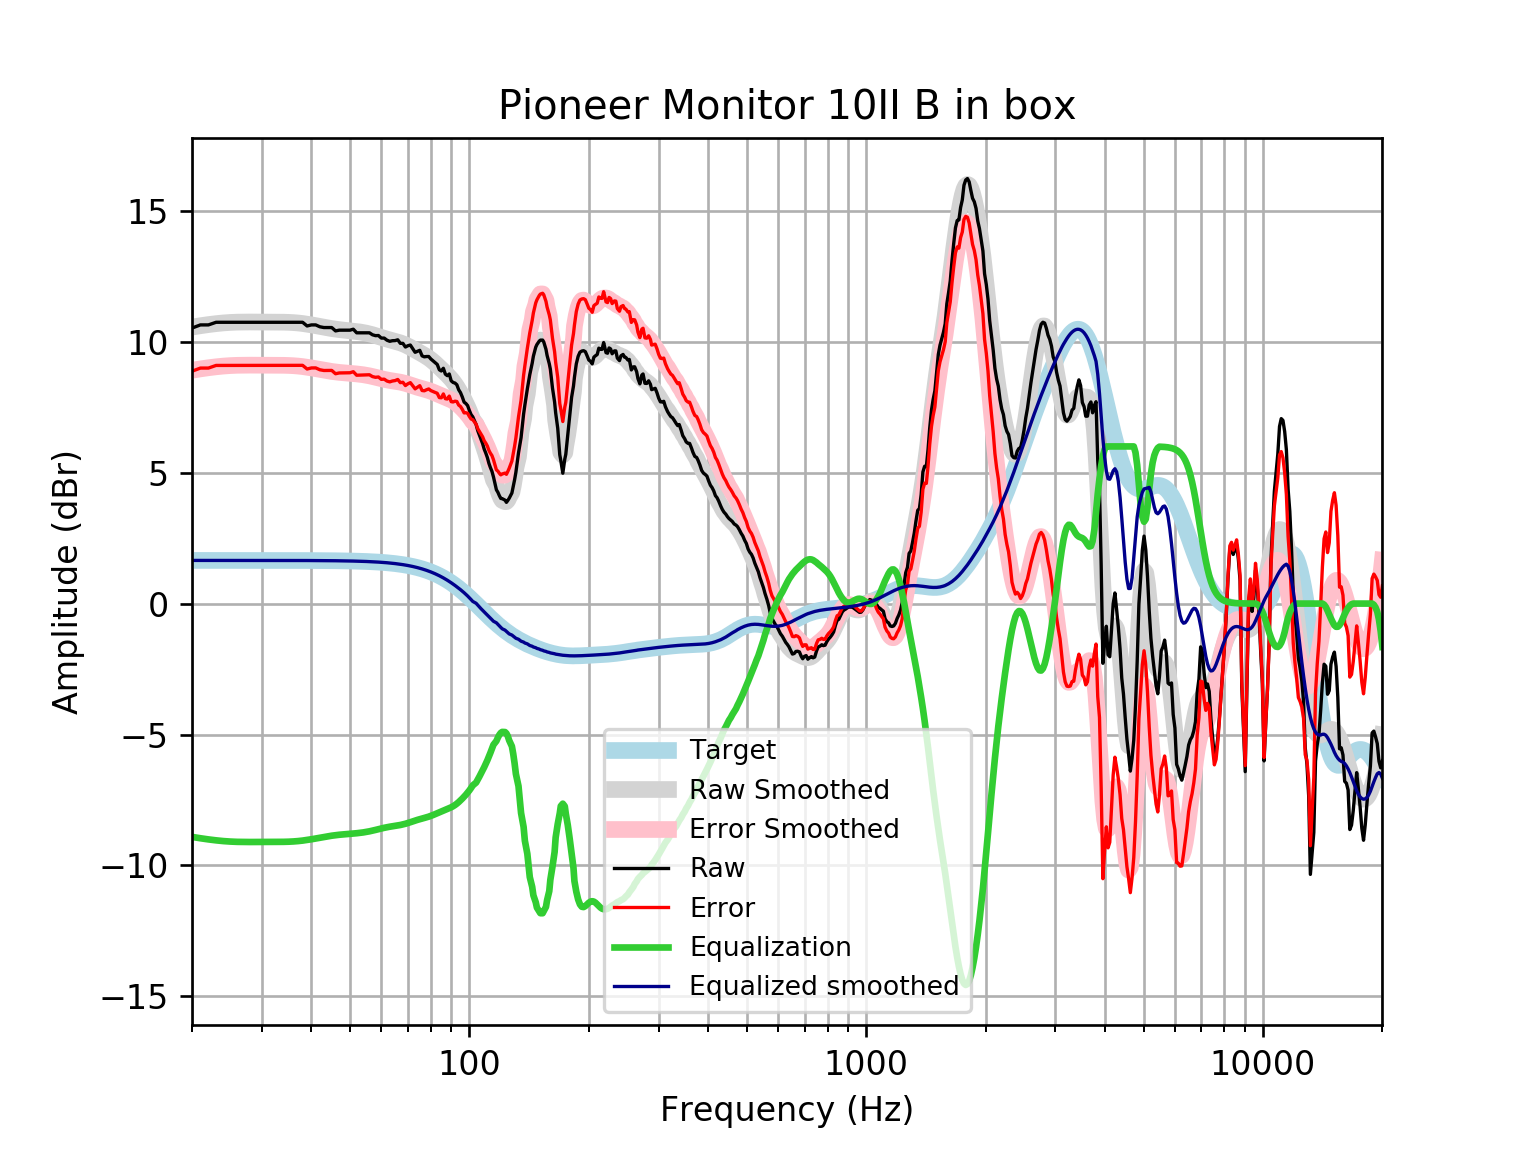 Pioneer Monitor 10II B in box
15
10
5
0
−5
−10
−15
Amplitude (dBr)
Target
Raw Smoothed
Error Smoothed
Raw
Error
Equalization
Equalized smoothed
100
1000
10000
Frequency (Hz)